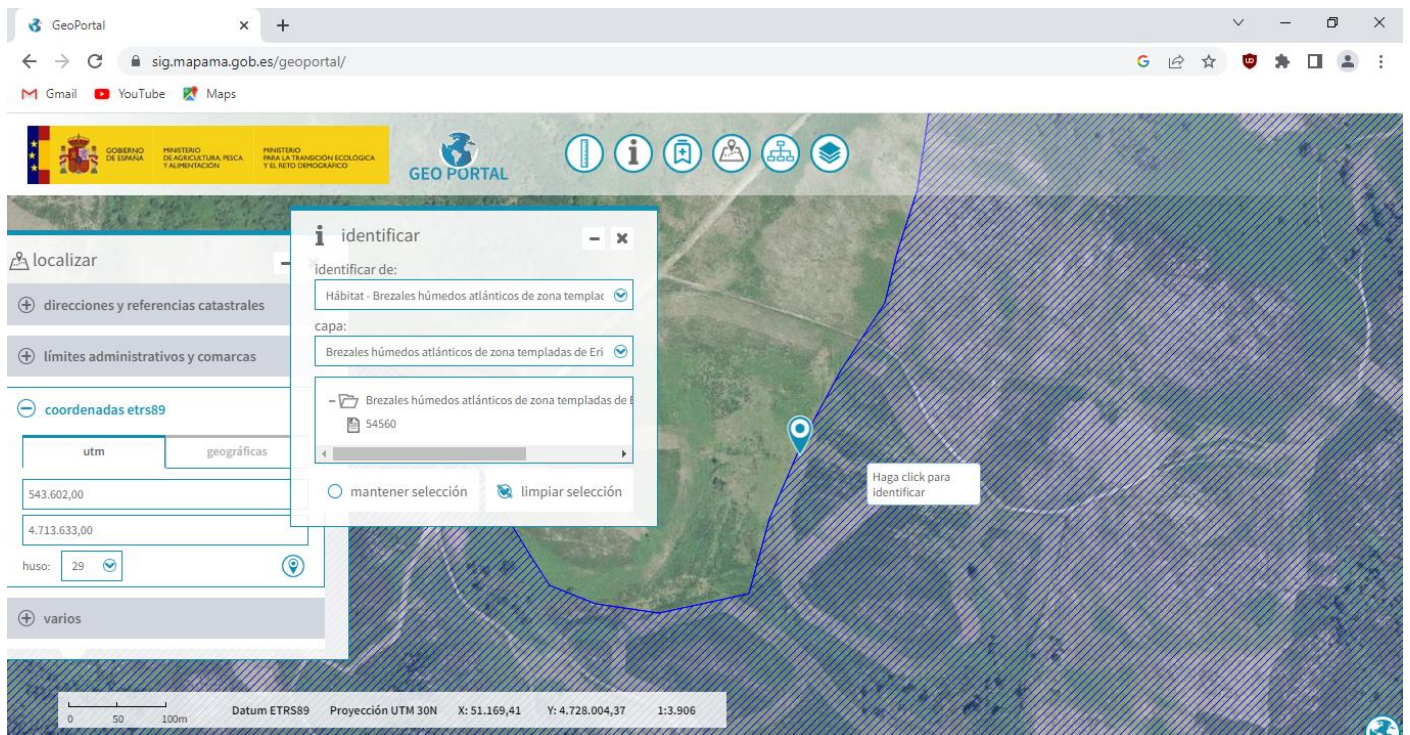 GeoPortal
sig.mapama.gob.es/geoportal/
Gmail YouTube Maps
GOBIERNO
DE ESPAÑA
MINISTERIO
DE AGRICULTURA, PESCA
Y ALIMENTACIÓN
MINISTERIO
PARA LA TRANSICIÓN ECOLÓGICA
Y EL RETO DEMOGRÁFICO
GEO PORTAL
localizar
direcciones y referencias catastrales
límites administrativos y comarcas
coordenadas etrs89
utm geográficas
543.602,00
4.713.633,00
huso: 29
varios
identificar
identificar de:
Hábitat - Brezales húmedos atlánticos de zona templac
capa:
Brezales húmedos atlánticos de zona templadas de Eri
Brezales húmedos atlánticos de zona templadas de E
54560
mantener selección limpiar selección
Haga click para
identificar
0 50 100m Datum ETRS89 Proyección UTM 30N X: 51.169,41 Y: 4.728.004,37 1:3.906